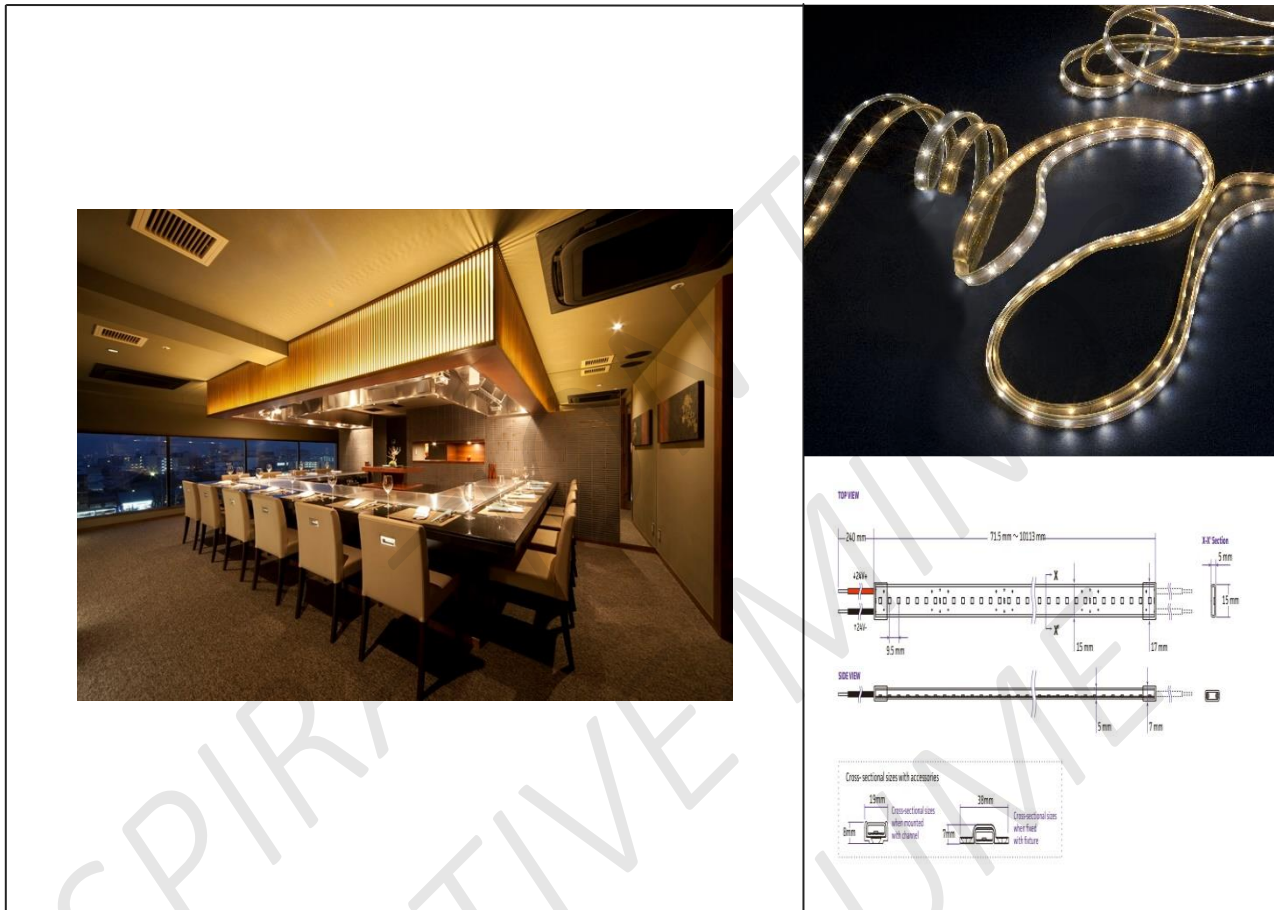 TOP VIEW
240 mm
71.5 mm ～ 10113 mm
X-X' Section
5 mm
+24V+
X
15 mm
+24V-
X'
9.5 mm
15 mm
17 mm
SIDE VIEW
5 mm
7 mm
Cross- sectional sizes with accessories
19mm
8mm
Cross-sectional sizes
when mounted
with channel
38mm
7mm
Cross-sectional sizes
when fixed
with fixture